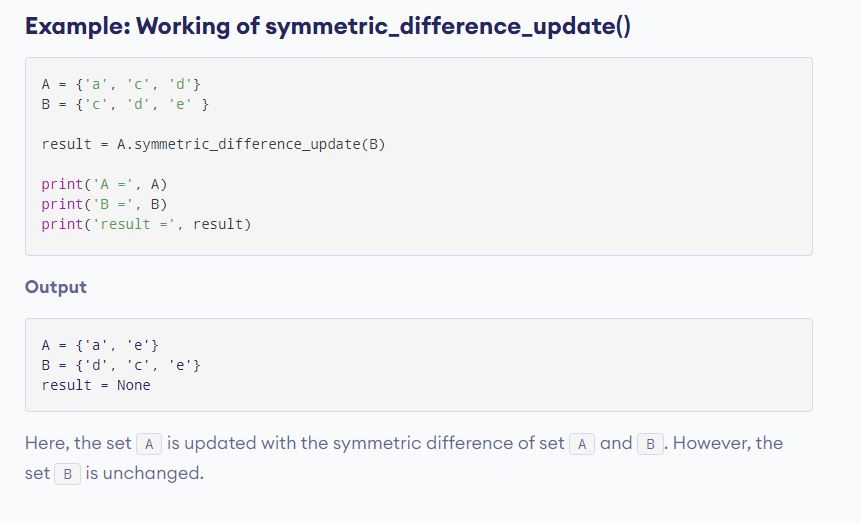 Example: Working of symmetric_difference_update()
A = {'a', 'c', 'd'}
B = {'c', 'd', 'e' }
result = A.symmetric_difference_update(B)
print('A =', A)
print('B =', B)
print('result =', result)
Output
A = {'a', 'e'}
B = {'d', 'c', 'e'}
result = None
Here, the set A is updated with the symmetric difference of set A and B. However, the
set B is unchanged.